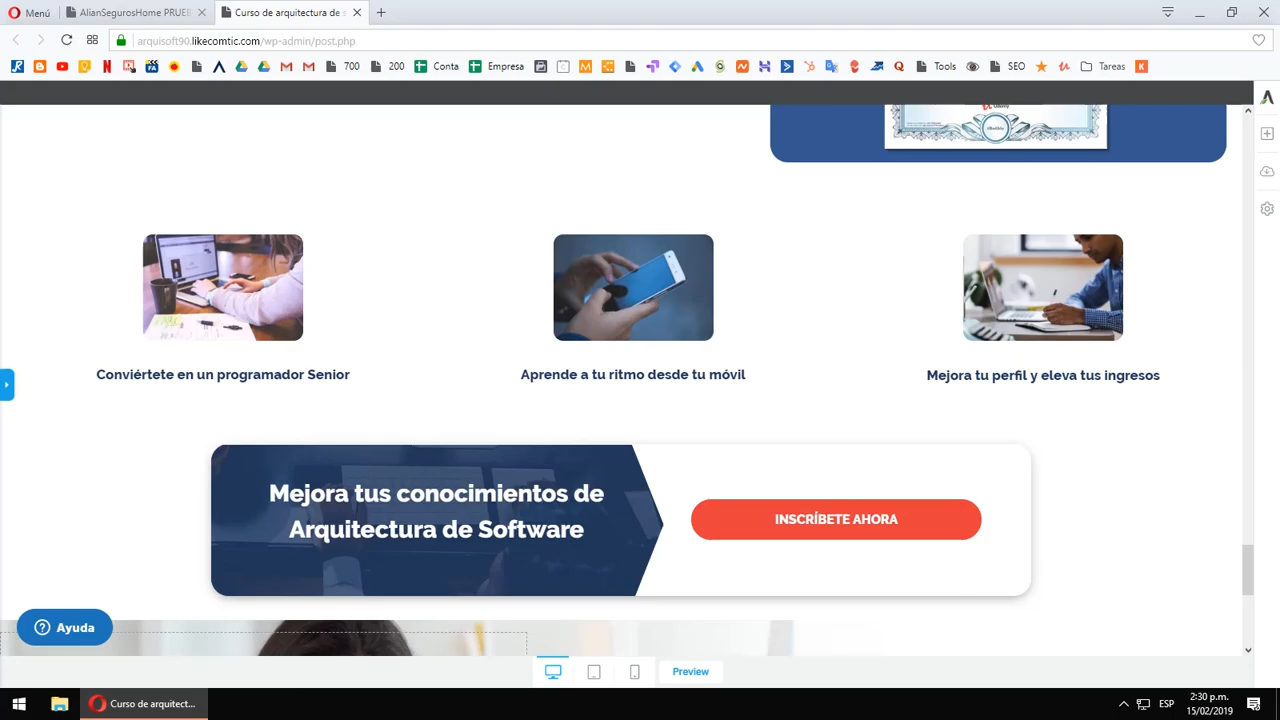 Menú
AlianSegurosHome PRUEB
Curso de arquitectura de s
arquisoft90.likecomtic.com/wp-admin/post.php
700
200
Conta
Empresa
Tools
SEO
Tareas
Conviértete en un programador Senior
Aprende a tu ritmo desde tu móvil
Mejora tu perfil y eleva tus ingresos
Mejora tus conocimientos de
Arquitectura de Software
INSCRÍBETE AHORA
Ayuda
Preview
Curso de arquitect...
ESP
2:30 p.m.
15/02/2019